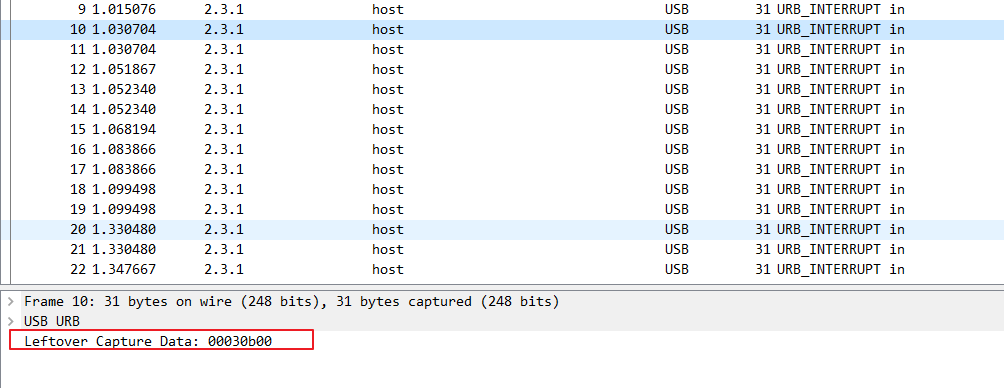 9 1.015076 2.3.1 host USB 31 URB_INTERRUPT in
10 1.030704 2.3.1 host USB 31 URB_INTERRUPT in
11 1.030704 2.3.1 host USB 31 URB_INTERRUPT in
12 1.051867 2.3.1 host USB 31 URB_INTERRUPT in
13 1.052340 2.3.1 host USB 31 URB_INTERRUPT in
14 1.052340 2.3.1 host USB 31 URB_INTERRUPT in
15 1.068194 2.3.1 host USB 31 URB_INTERRUPT in
16 1.083866 2.3.1 host USB 31 URB_INTERRUPT in
17 1.083866 2.3.1 host USB 31 URB_INTERRUPT in
18 1.099498 2.3.1 host USB 31 URB_INTERRUPT in
19 1.099498 2.3.1 host USB 31 URB_INTERRUPT in
20 1.330480 2.3.1 host USB 31 URB_INTERRUPT in
21 1.330480 2.3.1 host USB 31 URB_INTERRUPT in
22 1.347667 2.3.1 host USB 31 URB_INTERRUPT in
Frame 10: 31 bytes on wire (248 bits), 31 bytes captured (248 bits)
USB URB
Leftover Capture Data: 00030b00